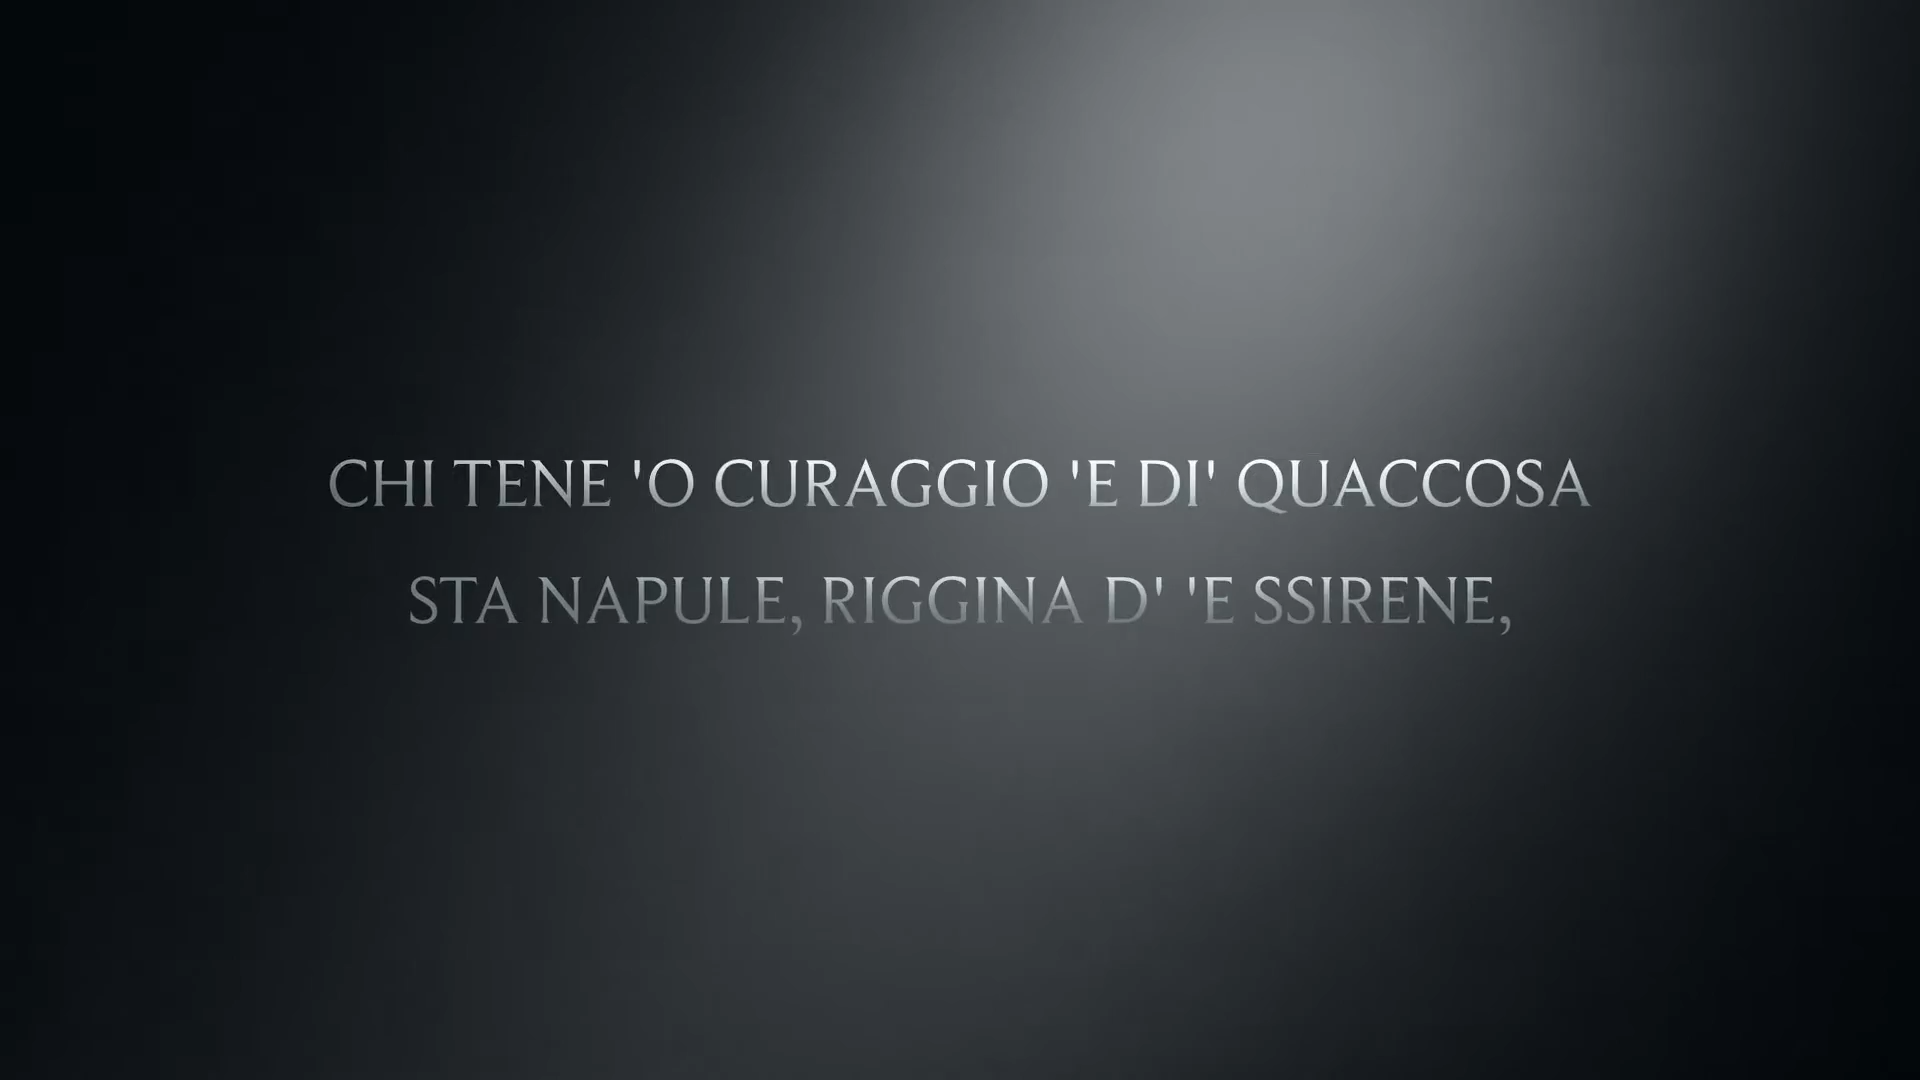 CHI TENE 'O CURAGGIO 'E DI' QUACCOSA
STA NAPULE, RIGGINA D' 'E SSIRENE,